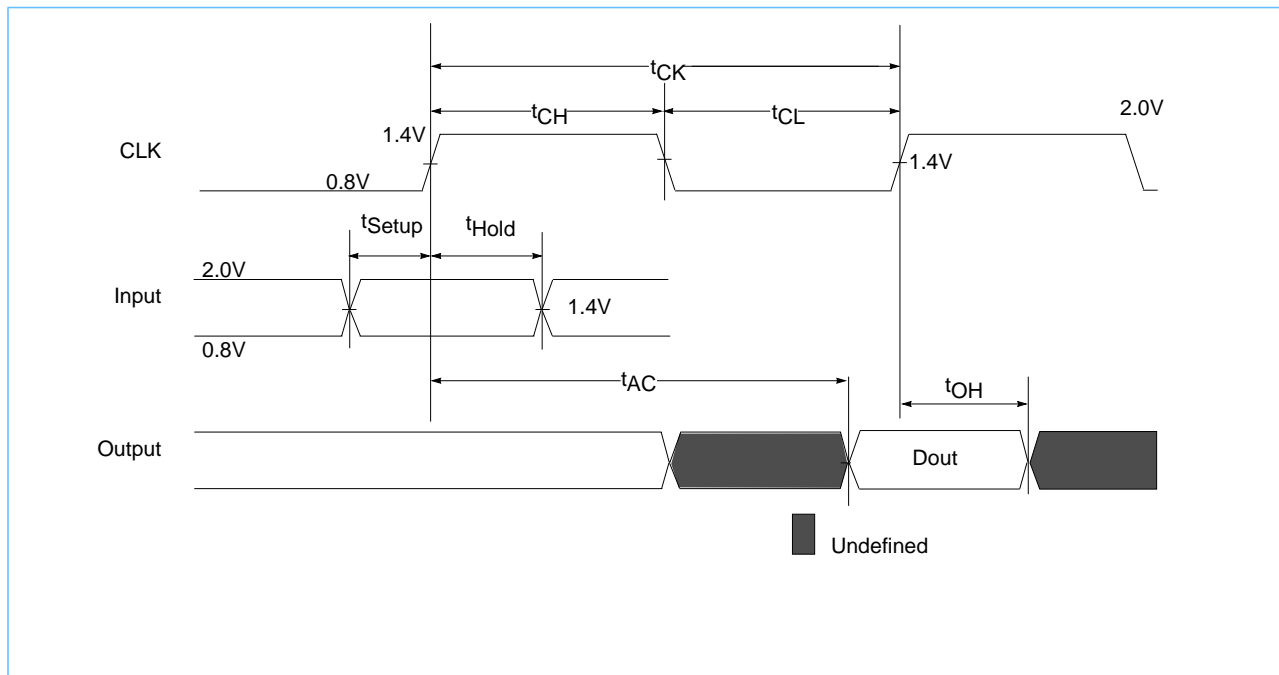 tCK
tCH
tCL
2.0V
1.4V
CLK
1.4V
0.8V
tSetup
tHold
2.0V
Input
1.4V
0.8V
tAC
tOH
Output
Dout
Undefined